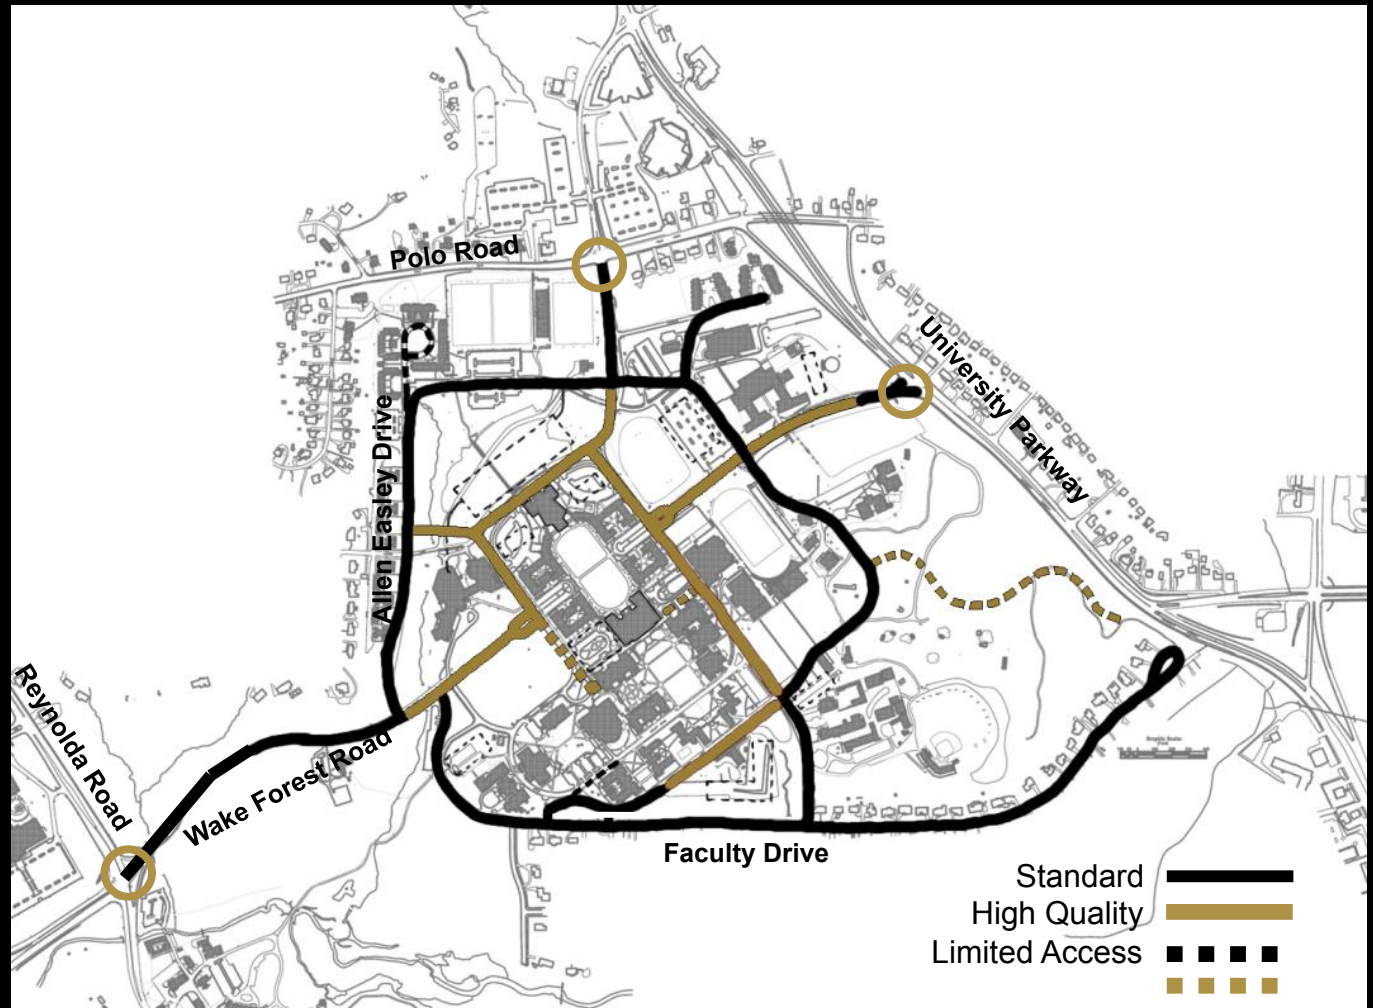 Polo Road
University Parkway
Allen Easley Drive
Reynolda Road
Wake Forest Road
Faculty Drive
Standard
High Quality
Limited Access